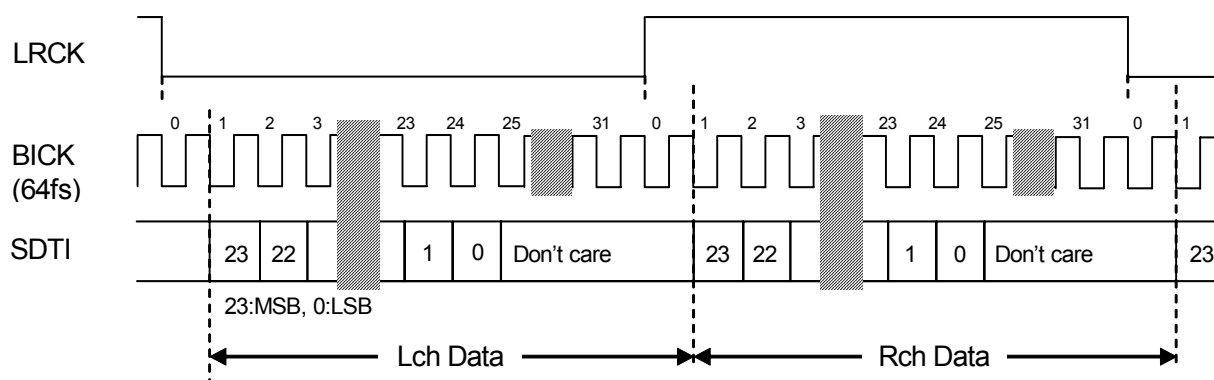 LRCK
0 1 2 3 23 24 25 31 0 1 2 3 23 24 25 31 0 1
BICK
(64fs)
SDTI 23 22 1 0 Don't care 23 22 1 0 Don't care 23
23:MSB, 0:LSB
Lch Data Rch Data